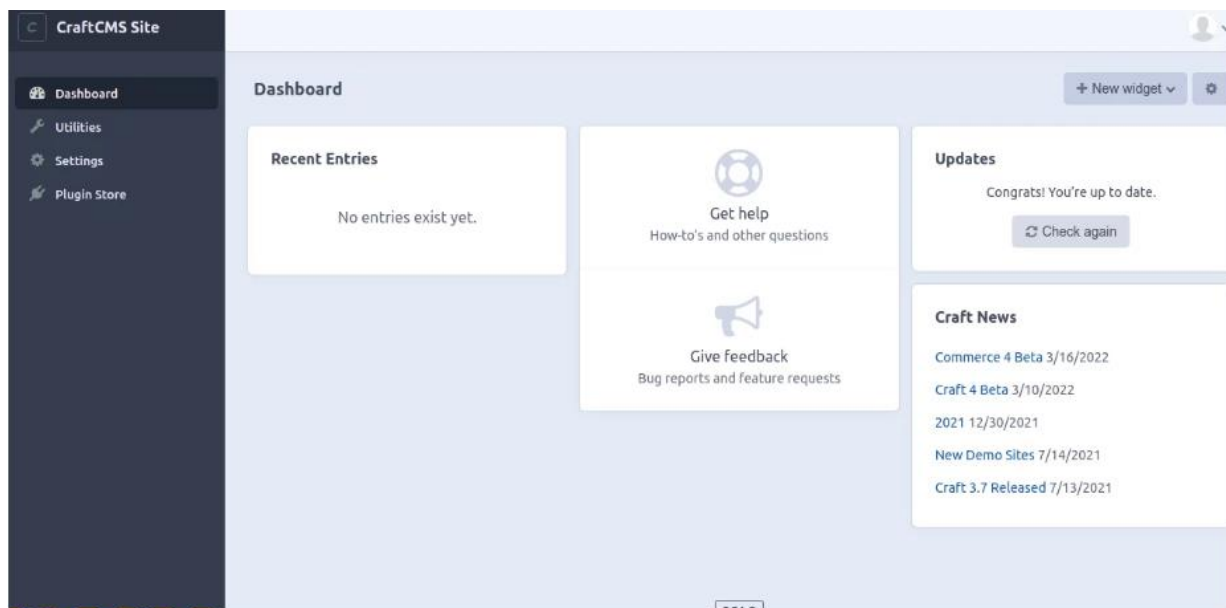 C CraftCMS Site
Dashboard
Utilities
Settings
Plugin Store
Dashboard
+ New widget
Recent Entries
No entries exist yet.
Get help
How-to's and other questions
Give feedback
Bug reports and feature requests
Updates
Congrats! You're up to date.
Check again
Craft News
Commerce 4 Beta 3/16/2022
Craft 4 Beta 3/10/2022
2021 12/30/2021
New Demo Sites 7/14/2021
Craft 3.7 Released 7/13/2021